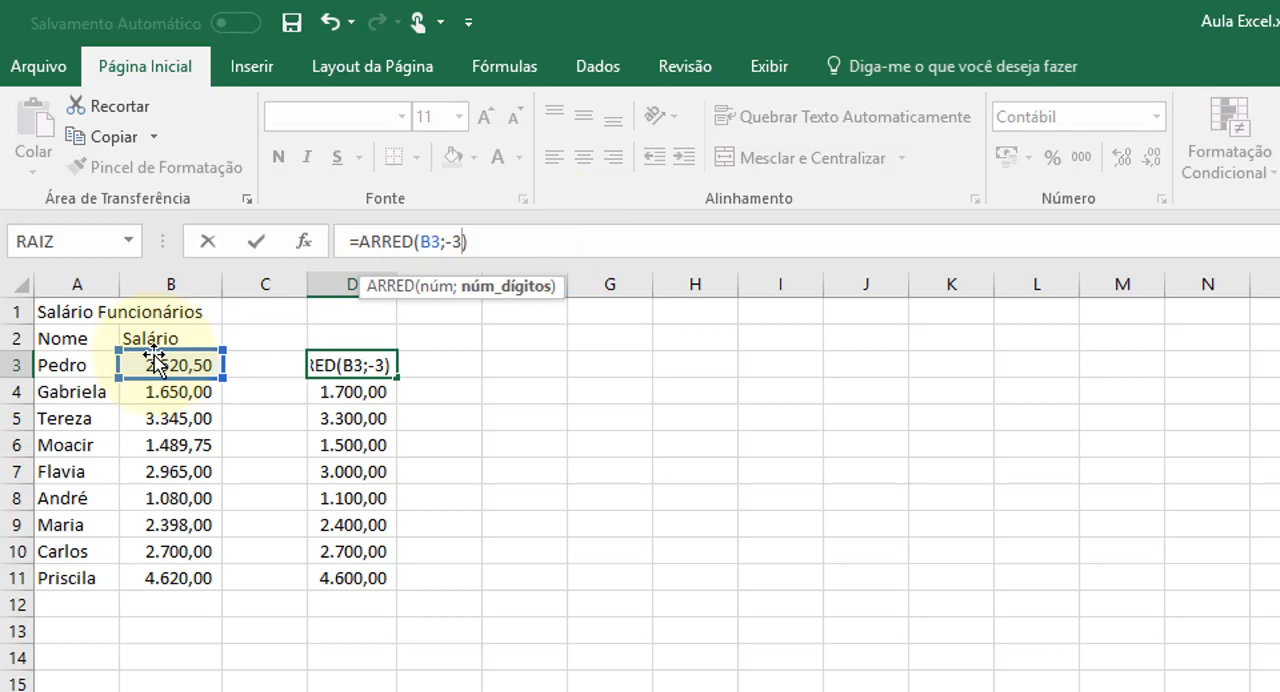 Salvamento Automático
Aula Excel.x
Arquivo Página Inicial Inserir Layout da Página Fórmulas Dados Revisão Exibir Diga-me o que você deseja fazer
Colar
Recortar
Copiar
Pincel de Formatação
Área de Transferência
11
N I S
Fonte
Quebrar Texto Automaticamente
Mesclar e Centralizar
Alinhamento
Contábil
% 000
Número
Formatação
Condicional
RAIZ fx =ARRED(B3;-3)
ARRED(núm; núm_dígitos)
A B C D G H I J K L M N
1 Salário Funcionários
2 Nome Salário
3 Pedro RED(B3;-3)
4 Gabriela 1.650,00 1.700,00
5 Tereza 3.345,00 3.300,00
6 Moacir 1.489,75 1.500,00
7 Flavia 2.965,00 3.000,00
8 André 1.080,00 1.100,00
9 Maria 2.398,00 2.400,00
10 Carlos 2.700,00 2.700,00
11 Priscila 4.620,00 4.600,00
12
13
14
15